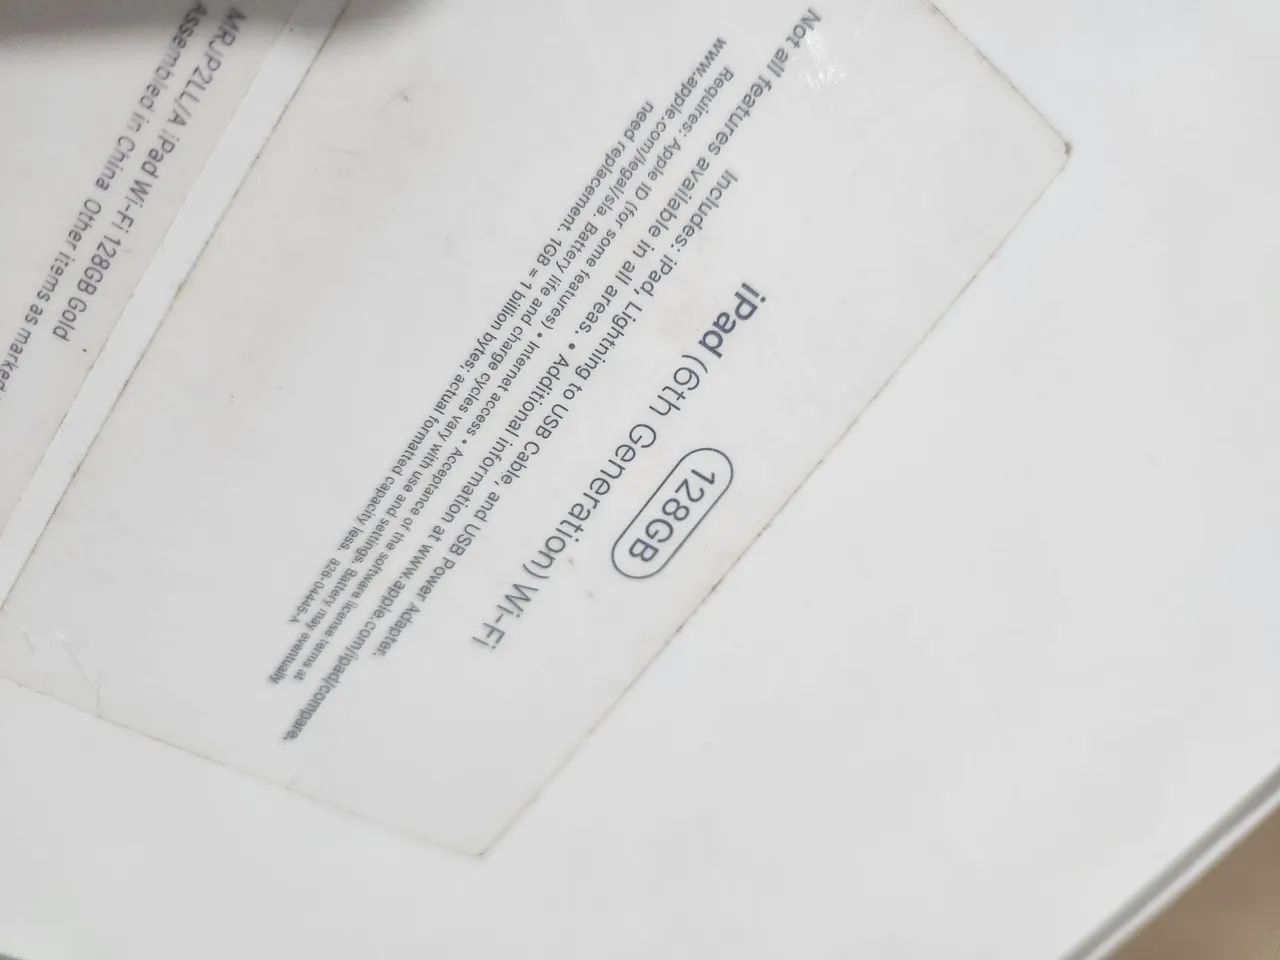 128GB
iPad (6th Generation) Wi-Fi
Includes: iPad, Lightning to USB Cable, and USB Power Adapter.
Not all features available in all areas. • Additional information at www.apple.com/ipad/compare.
Requires: Apple ID (for some features) • Internet access • Acceptance of the software license terms at
www.apple.com/legal/sla. Battery life and charge cycles vary with use and settings. Battery may eventually
need replacement. 1GB = 1 billion bytes; actual formatted capacity less. 826-04445-A
MRJP2LL/A iPad Wi-Fi 128GB Gold
Assembled in China Other items as marked